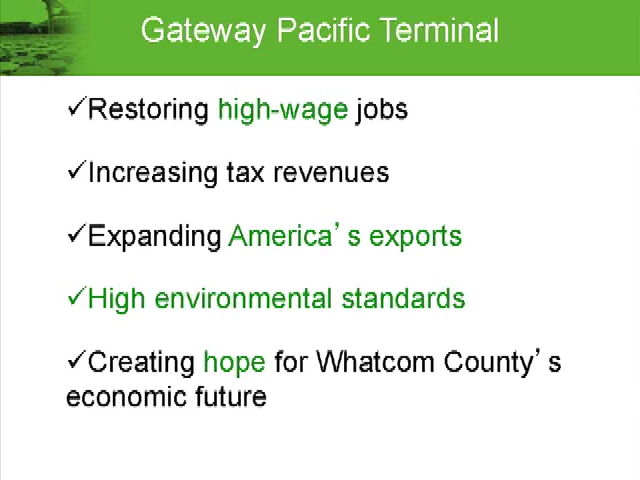 Gateway Pacific Terminal
✓Restoring high-wage jobs
✓Increasing tax revenues
✓Expanding America's exports
✓High environmental standards
✓Creating hope for Whatcom County's
economic future